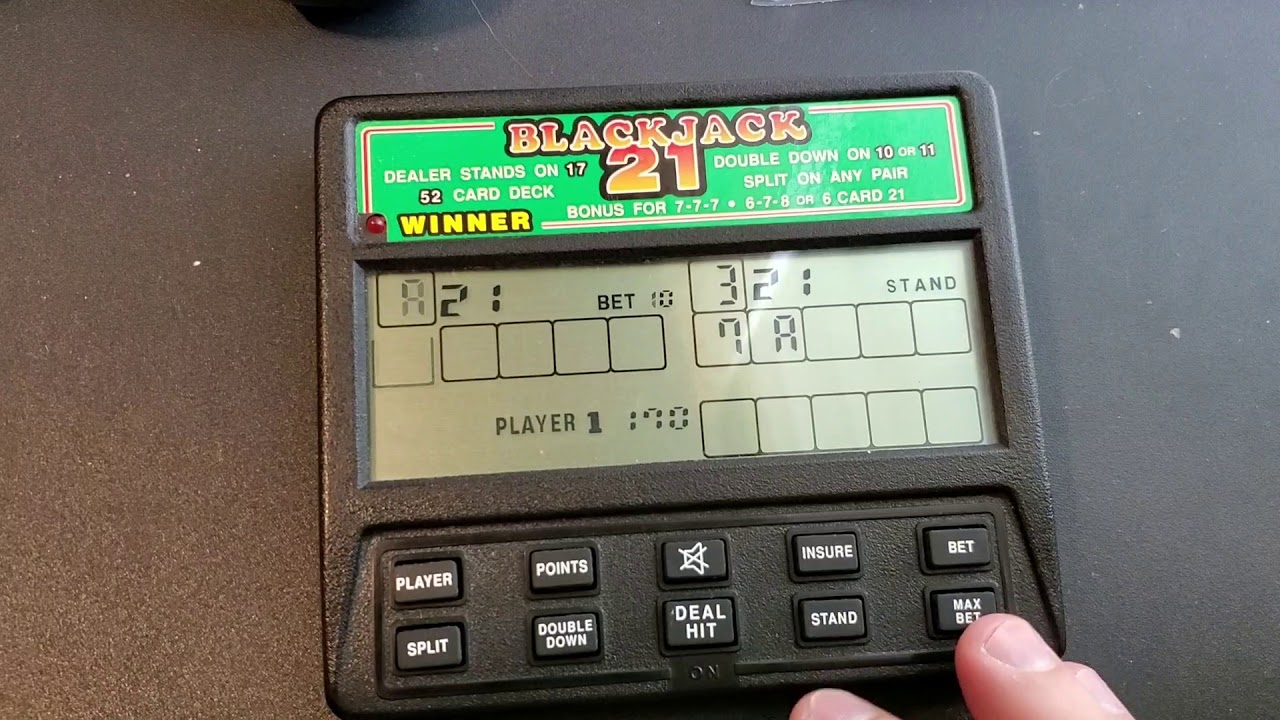 BLACKJACK
21
DEALER STANDS ON 17
52 CARD DECK
DOUBLE DOWN ON 10 OR 11
SPLIT ON ANY PAIR
BONUS FOR 7-7-7 • 6-7-8 OR 6 CARD 21
WINNER
A 21 BET 10
3 21 STAND
7 A
PLAYER 1 170
PLAYER POINTS INSURE BET
SPLIT DOUBLE DOWN DEAL HIT STAND MAX BET
ON